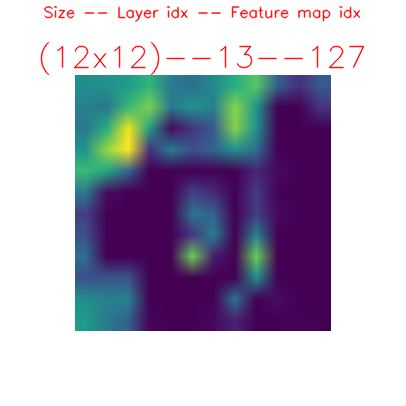 Size -- Layer idx -- Feature map idx
(12x12)--13--127